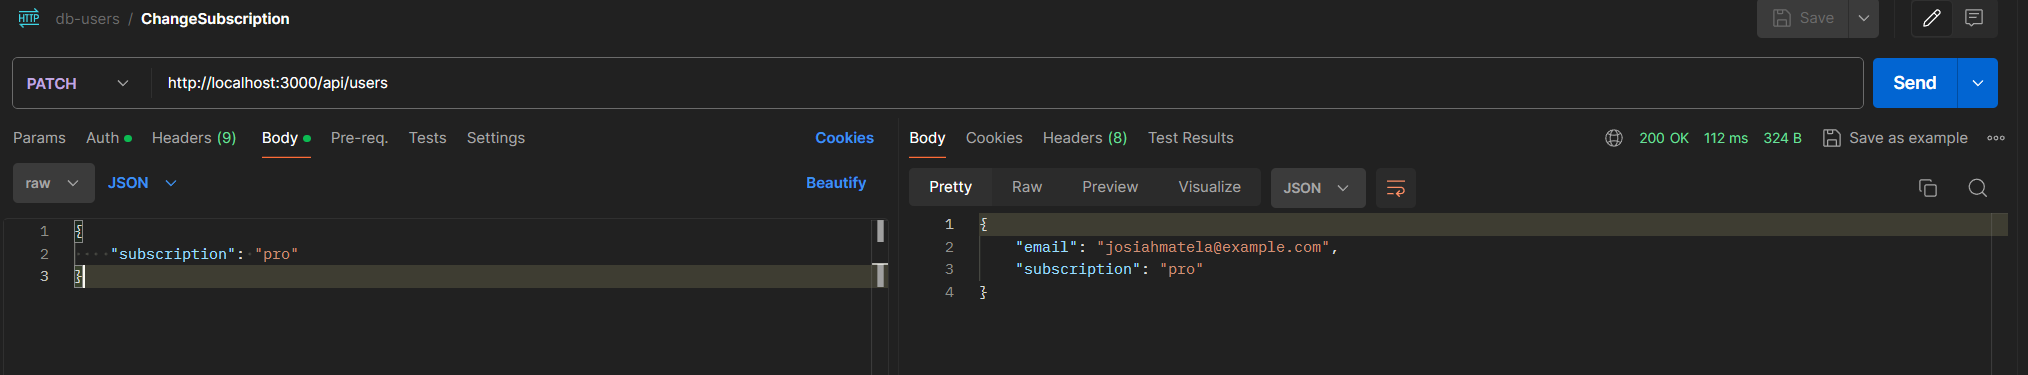 HTTP db-users / ChangeSubscription
Save
PATCH http://localhost:3000/api/users
Send
Params Auth Headers (9) Body Pre-req. Tests Settings Cookies
raw JSON Beautify
1 {
2 "subscription": "pro"
3 }
Body Cookies Headers (8) Test Results 200 OK 112 ms 324 B Save as example
Pretty Raw Preview Visualize JSON
1 {
2 "email": "josiahmatela@example.com",
3 "subscription": "pro"
4 }